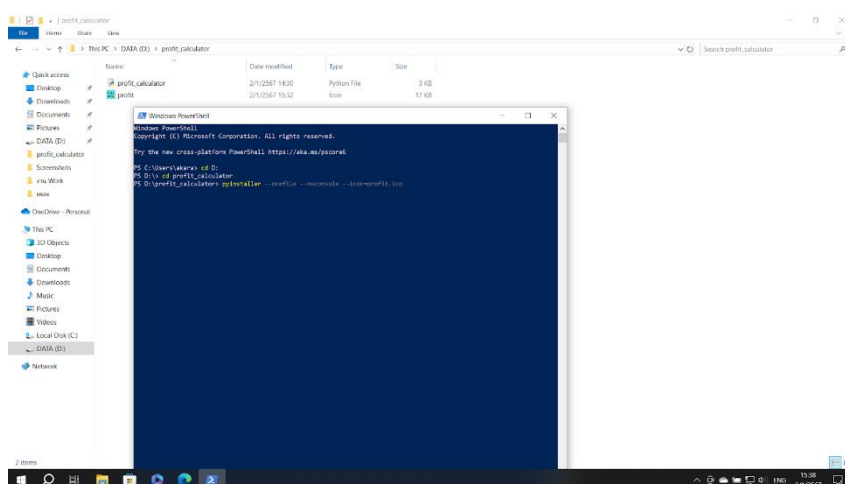 profit_calculator
File Home Share View
This PC > DATA (D:) > profit_calculator
Search profit_calculator
Name Date modified Type Size
profit_calculator 2/1/2567 14:30 Python File 3 KB
profit 2/1/2567 15:32 Icon 17 KB
Quick access
Desktop
Downloads
Documents
Pictures
DATA (D:)
profit_calculator
Screenshots
Work
OneDrive - Personal
This PC
3D Objects
Desktop
Documents
Downloads
Music
Pictures
Videos
Local Disk (C:)
DATA (D:)
Network
Windows PowerShell
Windows PowerShell
Copyright (C) Microsoft Corporation. All rights reserved.
Try the new cross-platform PowerShell https://aka.ms/pscore6
PS C:\Users\akara> cd D:
PS D:\> cd profit_calculator
PS D:\profit_calculator> pyinstaller --onefile --noconsole --icon=profit.ico
2 items
ENG
15:38